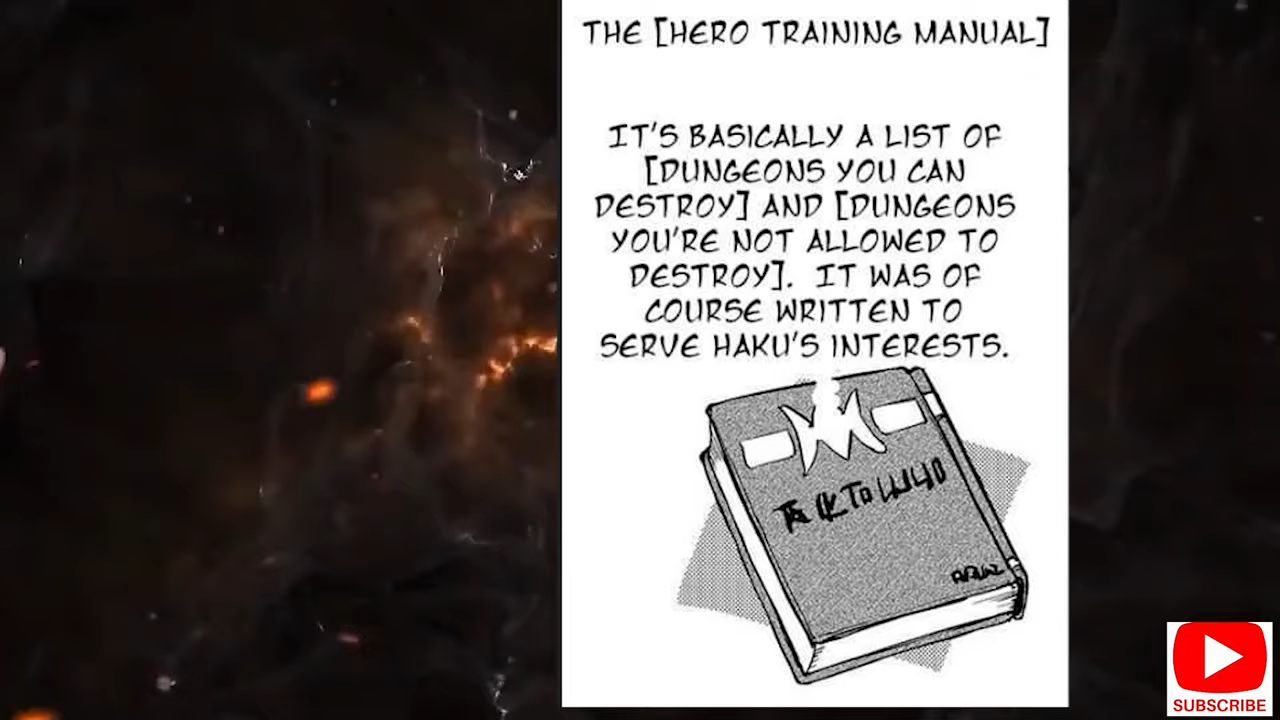 THE [HERO TRAINING MANUAL]
IT'S BASICALLY A LIST OF
[DUNGEONS YOU CAN
DESTROY] AND [DUNGEONS
YOU'RE NOT ALLOWED TO
DESTROY]. IT WAS OF
COURSE WRITTEN TO
SERVE HAKU'S INTERESTS.
SUBSCRIBE